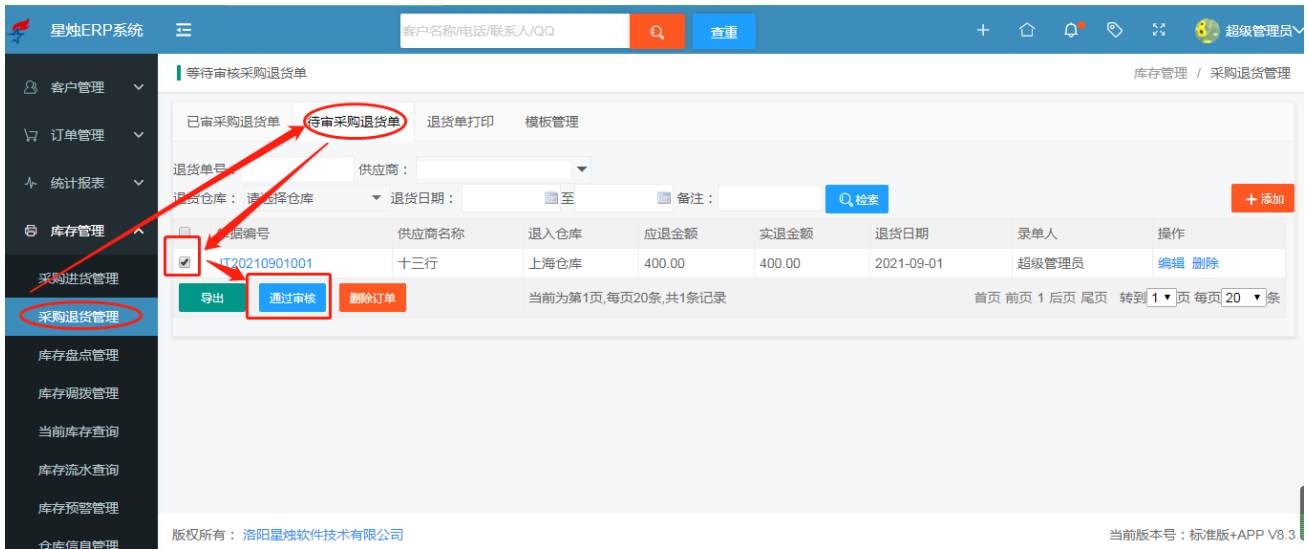 星烛ERP系统
客户名称/电话/联系人/QQ
查重
超级管理员
客户管理
订单管理
统计报表
库存管理
采购进货管理
采购退货管理
库存盘点管理
库存调拨管理
当前库存查询
库存流水查询
库存预警管理
仓库信息管理
等待审核采购退货单
库存管理 / 采购退货管理
已审采购退货单 待审采购退货单 退货单打印 模板管理
退货单号： 供应商：
退货仓库： 请选择仓库 退货日期： 至 备注： 检索 + 添加
单据编号 供应商名称 退入仓库 应退金额 实退金额 退货日期 录单人 操作
JT20210901001 十三行 上海仓库 400.00 400.00 2021-09-01 超级管理员 编辑 删除
导出 通过审核 删除订单 当前为第1页,每页20条,共1条记录 首页 前页 1 后页 尾页 转到 1 页 每页 20 条
版权所有： 洛阳星烛软件技术有限公司 当前版本号：标准版+APP V8.3